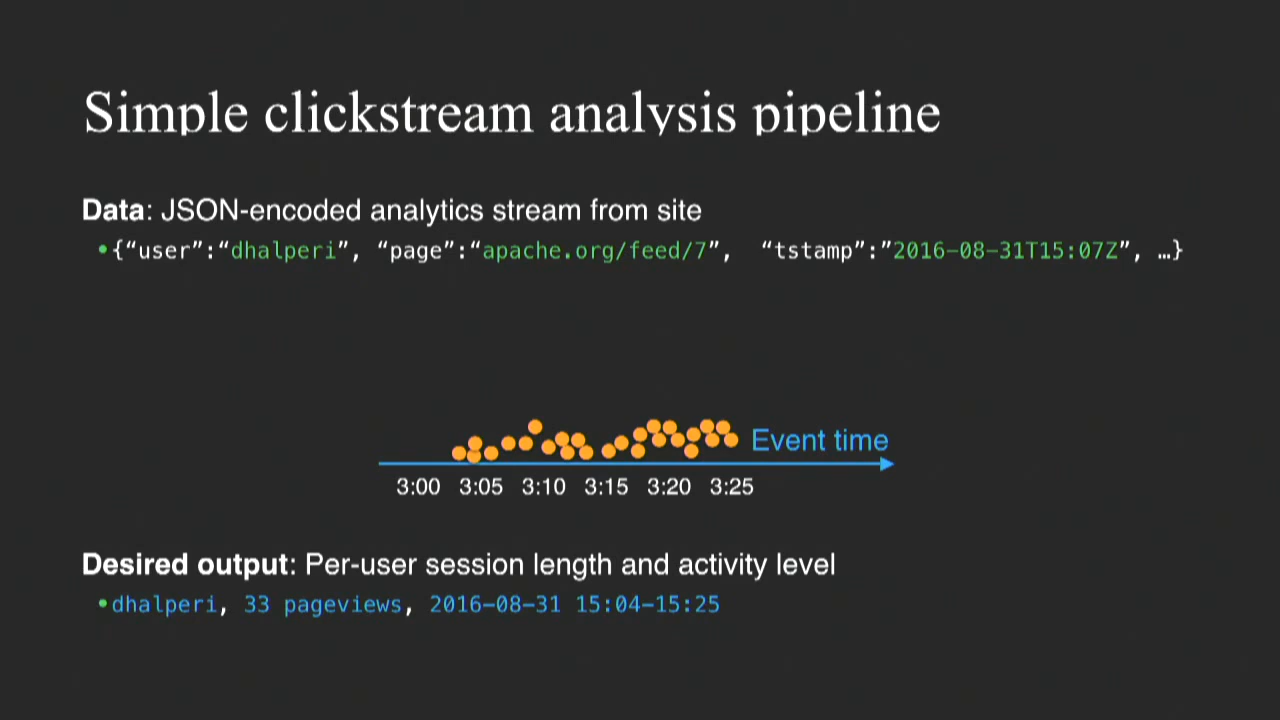 Simple clickstream analysis pipeline
Data: JSON-encoded analytics stream from site
•{“user”:“dhalperi”, “page”:“apache.org/feed/7”, “tstamp”:”2016-08-31T15:07Z”, …}
Event time
3:00 3:05 3:10 3:15 3:20 3:25
Desired output: Per-user session length and activity level
•dhalperi, 33 pageviews, 2016-08-31 15:04-15:25